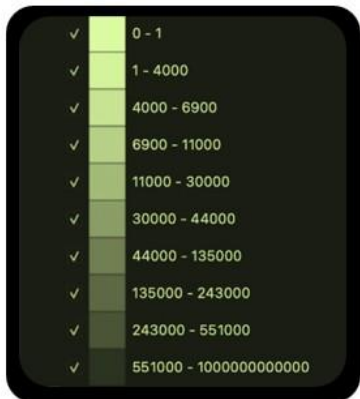 ✓ 0 - 1
✓ 1 - 4000
✓ 4000 - 6900
✓ 6900 - 11000
✓ 11000 - 30000
✓ 30000 - 44000
✓ 44000 - 135000
✓ 135000 - 243000
✓ 243000 - 551000
✓ 551000 - 1000000000000